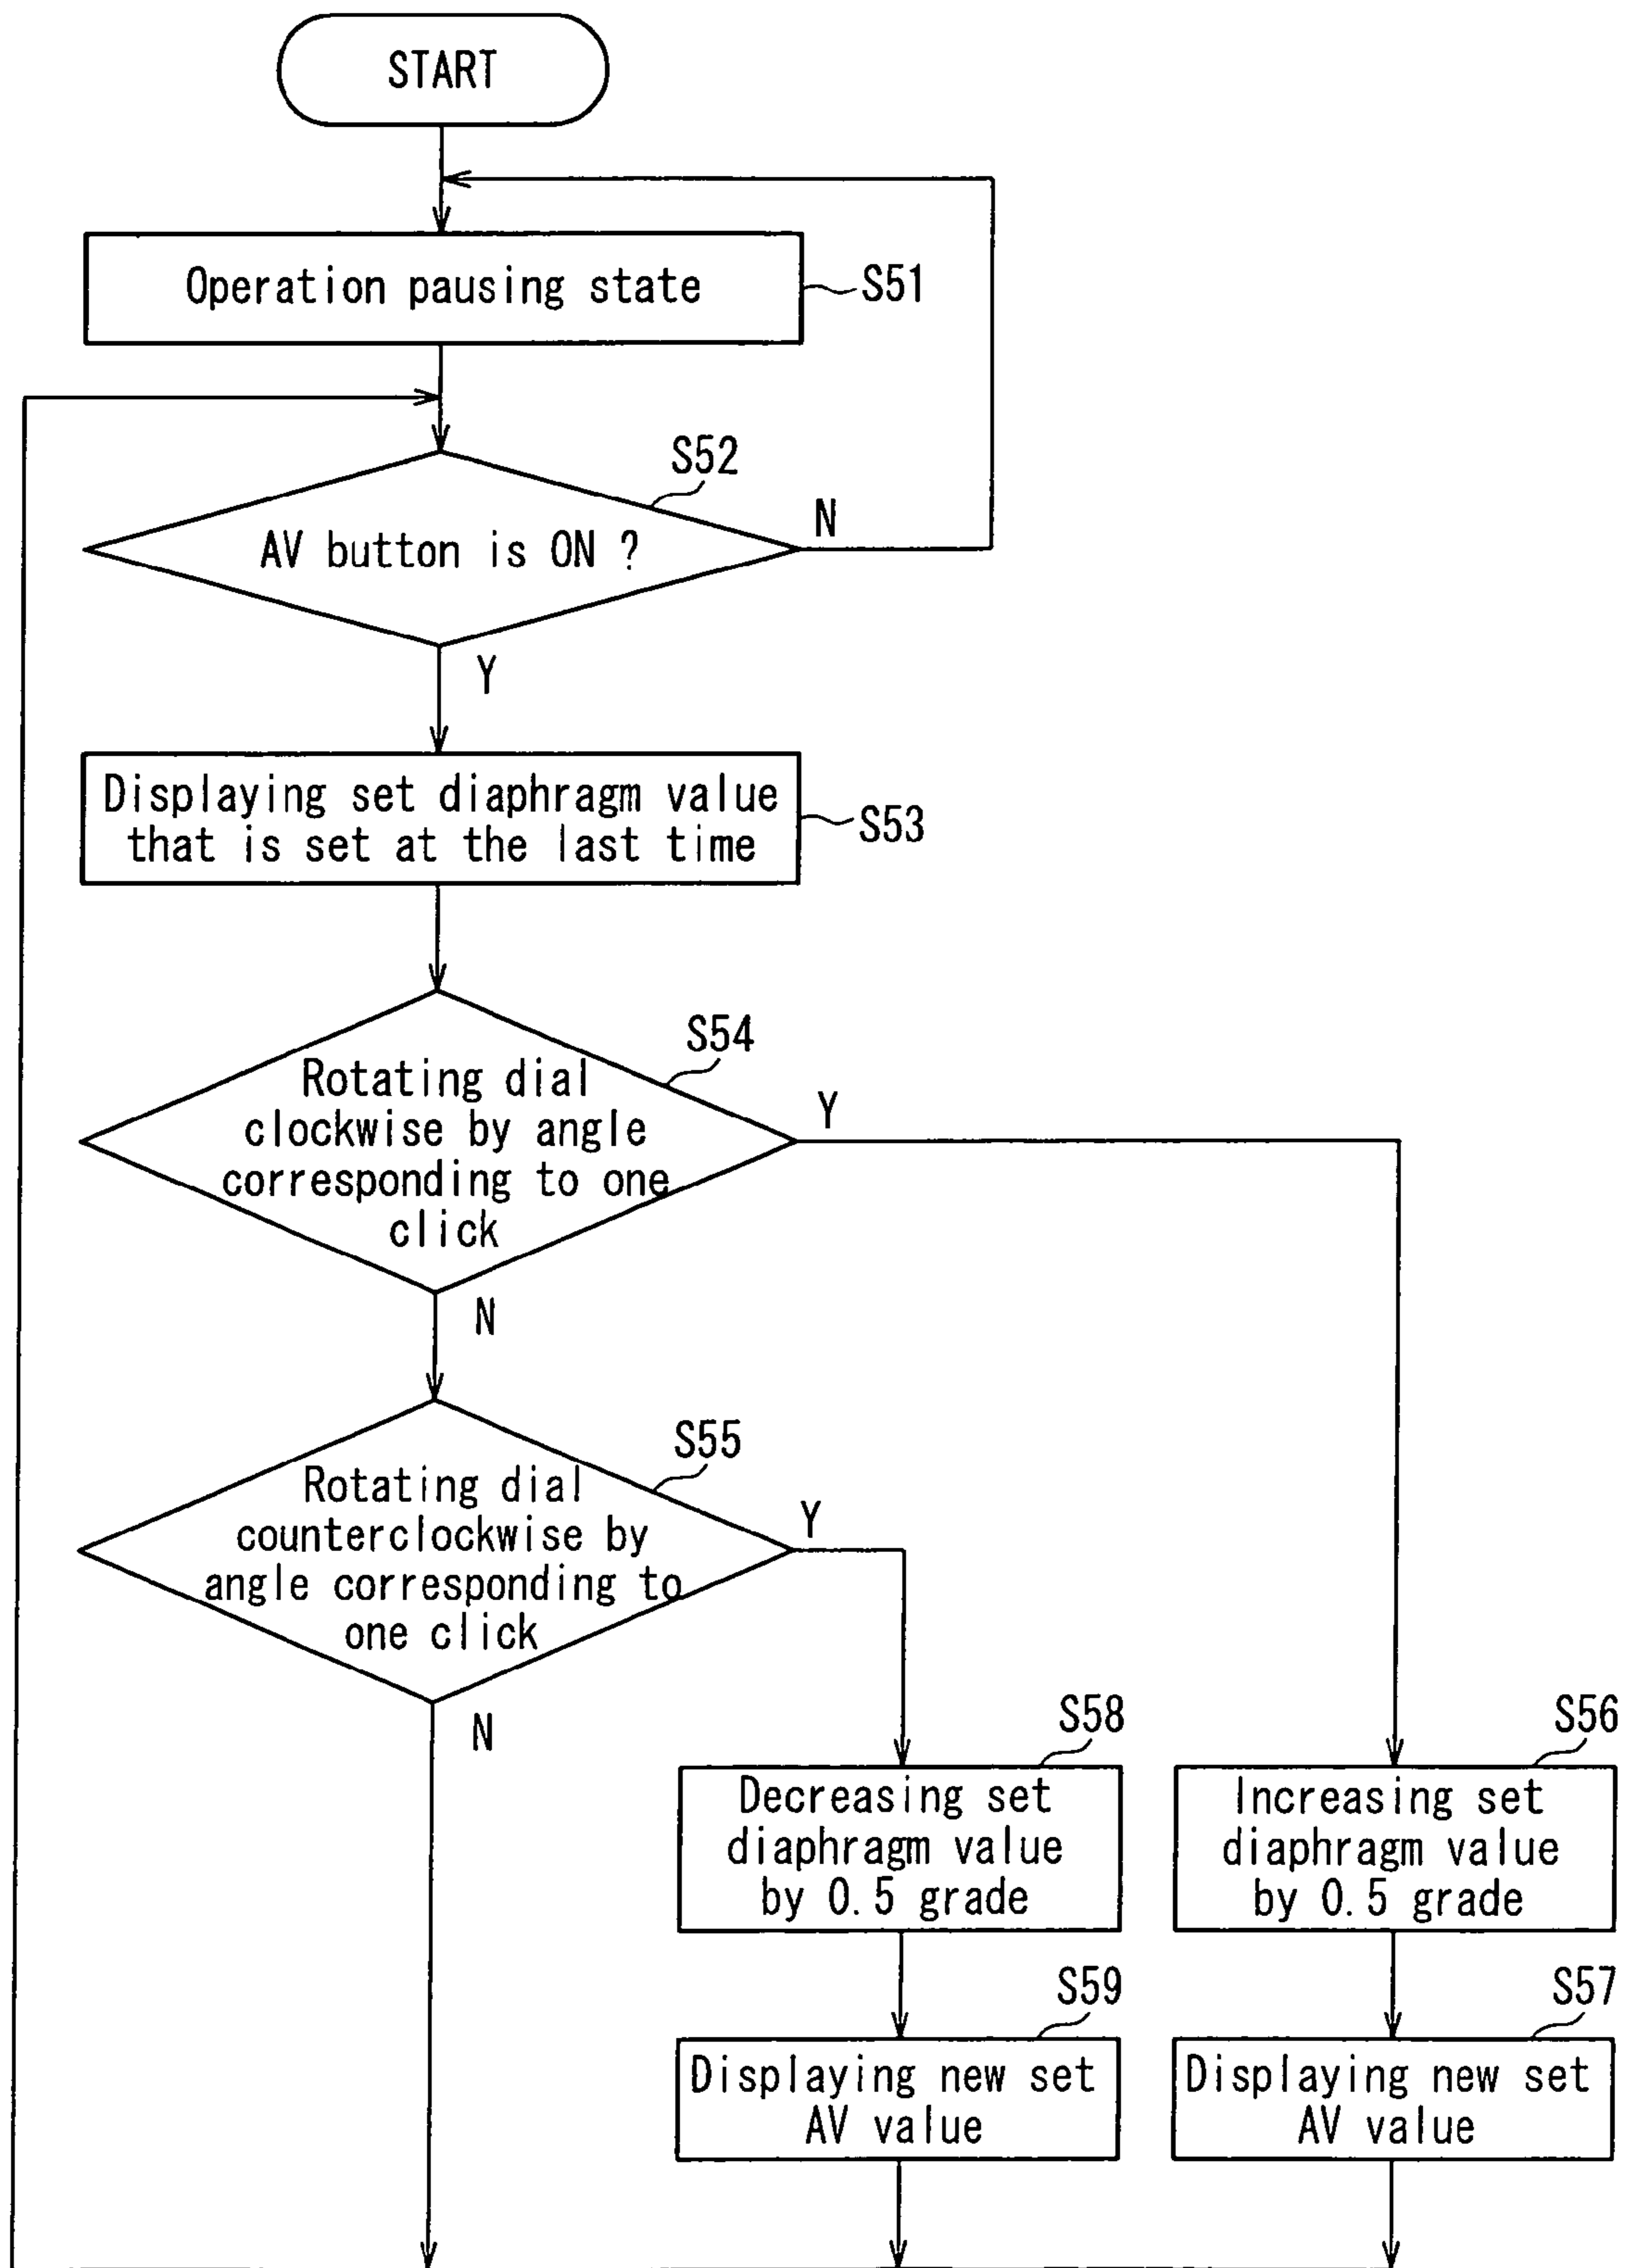 START
Operation pausing state
S51
S52
AV button is ON ?
N
Y
Displaying set diaphragm value
that is set at the last time
S53
S54
Rotating dial
clockwise by angle
corresponding to one
click
Y
N
S55
Rotating dial
counterclockwise by
angle corresponding to
one click
Y
N
S58
Decreasing set
diaphragm value
by 0.5 grade
S56
Increasing set
diaphragm value
by 0.5 grade
S59
Displaying new set
AV value
S57
Displaying new set
AV value